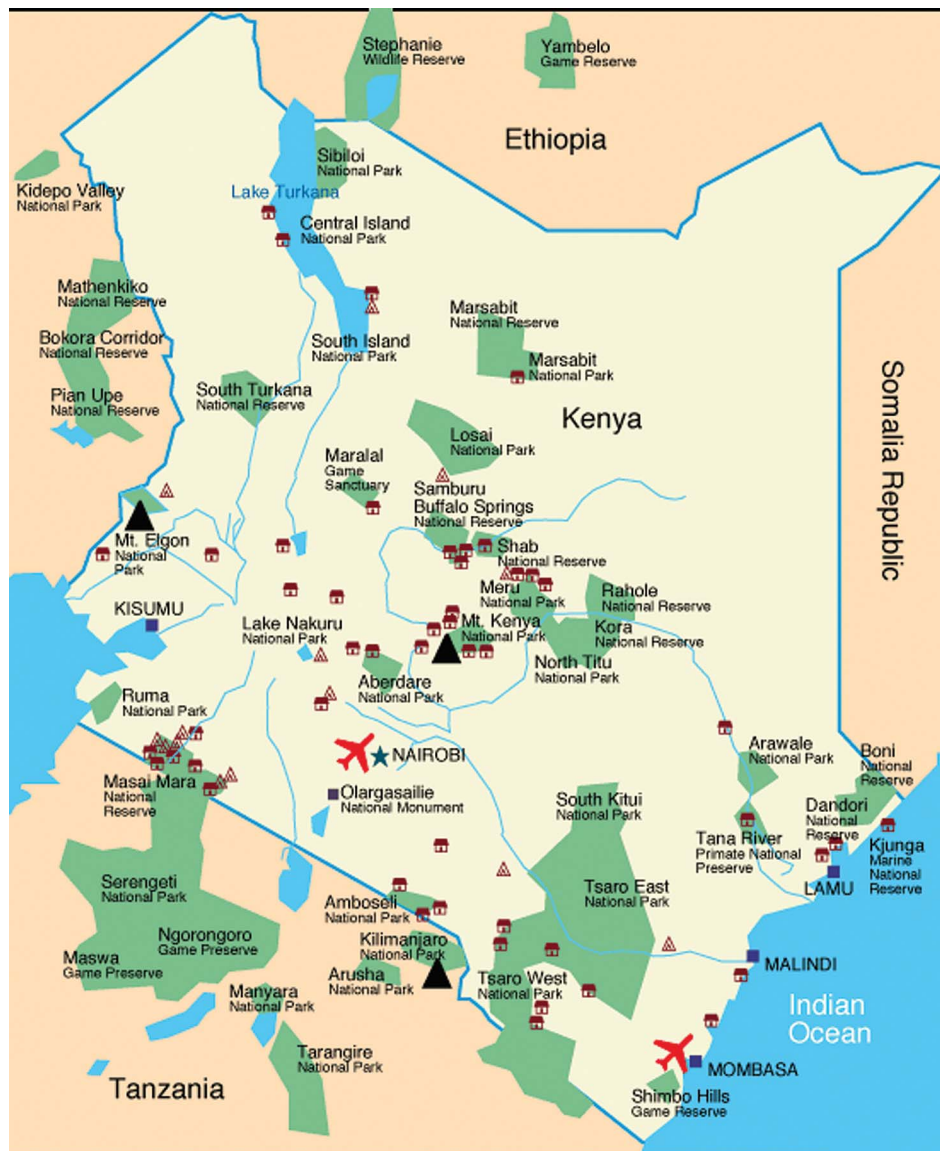 Stephanie
Wildlife Reserve
Yambelo
Game Reserve
Ethiopia
Sibiloi
National Park
Kidepo Valley
National Park
Lake Turkana
Central Island
National Park
Mathenkiko
National Reserve
Marsabit
National Reserve
Bokora Corridor
National Reserve
South Island
National Park
Marsabit
National Park
Pian Upe
National Reserve
South Turkana
National Reserve
Kenya
Somalia Republic
Losai
National Park
Maralal
Game
Sanctuary
Samburu
Buffalo Springs
National Reserve
Mt. Elgon
National
Park
Shab
National Reserve
Meru
National Park
Rahole
National Reserve
KISUMU
Lake Nakuru
National Park
Mt. Kenya
National Park
Kora
National Reserve
North Titu
National Park
Aberdare
National Park
Ruma
National Park
NAIROBI
Arawale
National Park
Boni
National
Reserve
Masai Mara
National
Reserve
Olargasailie
National Monument
South Kitui
National Park
Dandori
National
Reserve
Tana River
Primate National
Preserve
Kjunga
Marine
National
Reserve
LAMU
Serengeti
National Park
Tsaro East
National Park
Amboseli
National Park
Ngorongoro
Game Preserve
Kilimanjaro
National Park
Maswa
Game Preserve
Arusha
National Park
Tsaro West
National Park
MALINDI
Manyara
National Park
Indian
Ocean
Tarangire
National Park
Tanzania
MOMBASA
Shimbo Hills
Game Reserve